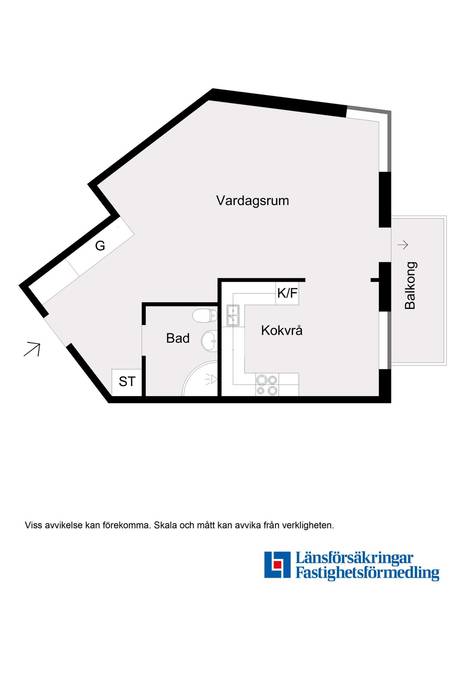 Vardagsrum
G
Balkong
K/F
Kokvrå
Bad
ST
Viss avvikelse kan förekomma. Skala och mått kan avvika från verkligheten.
Länsförsäkringar
Fastighetsförmedling